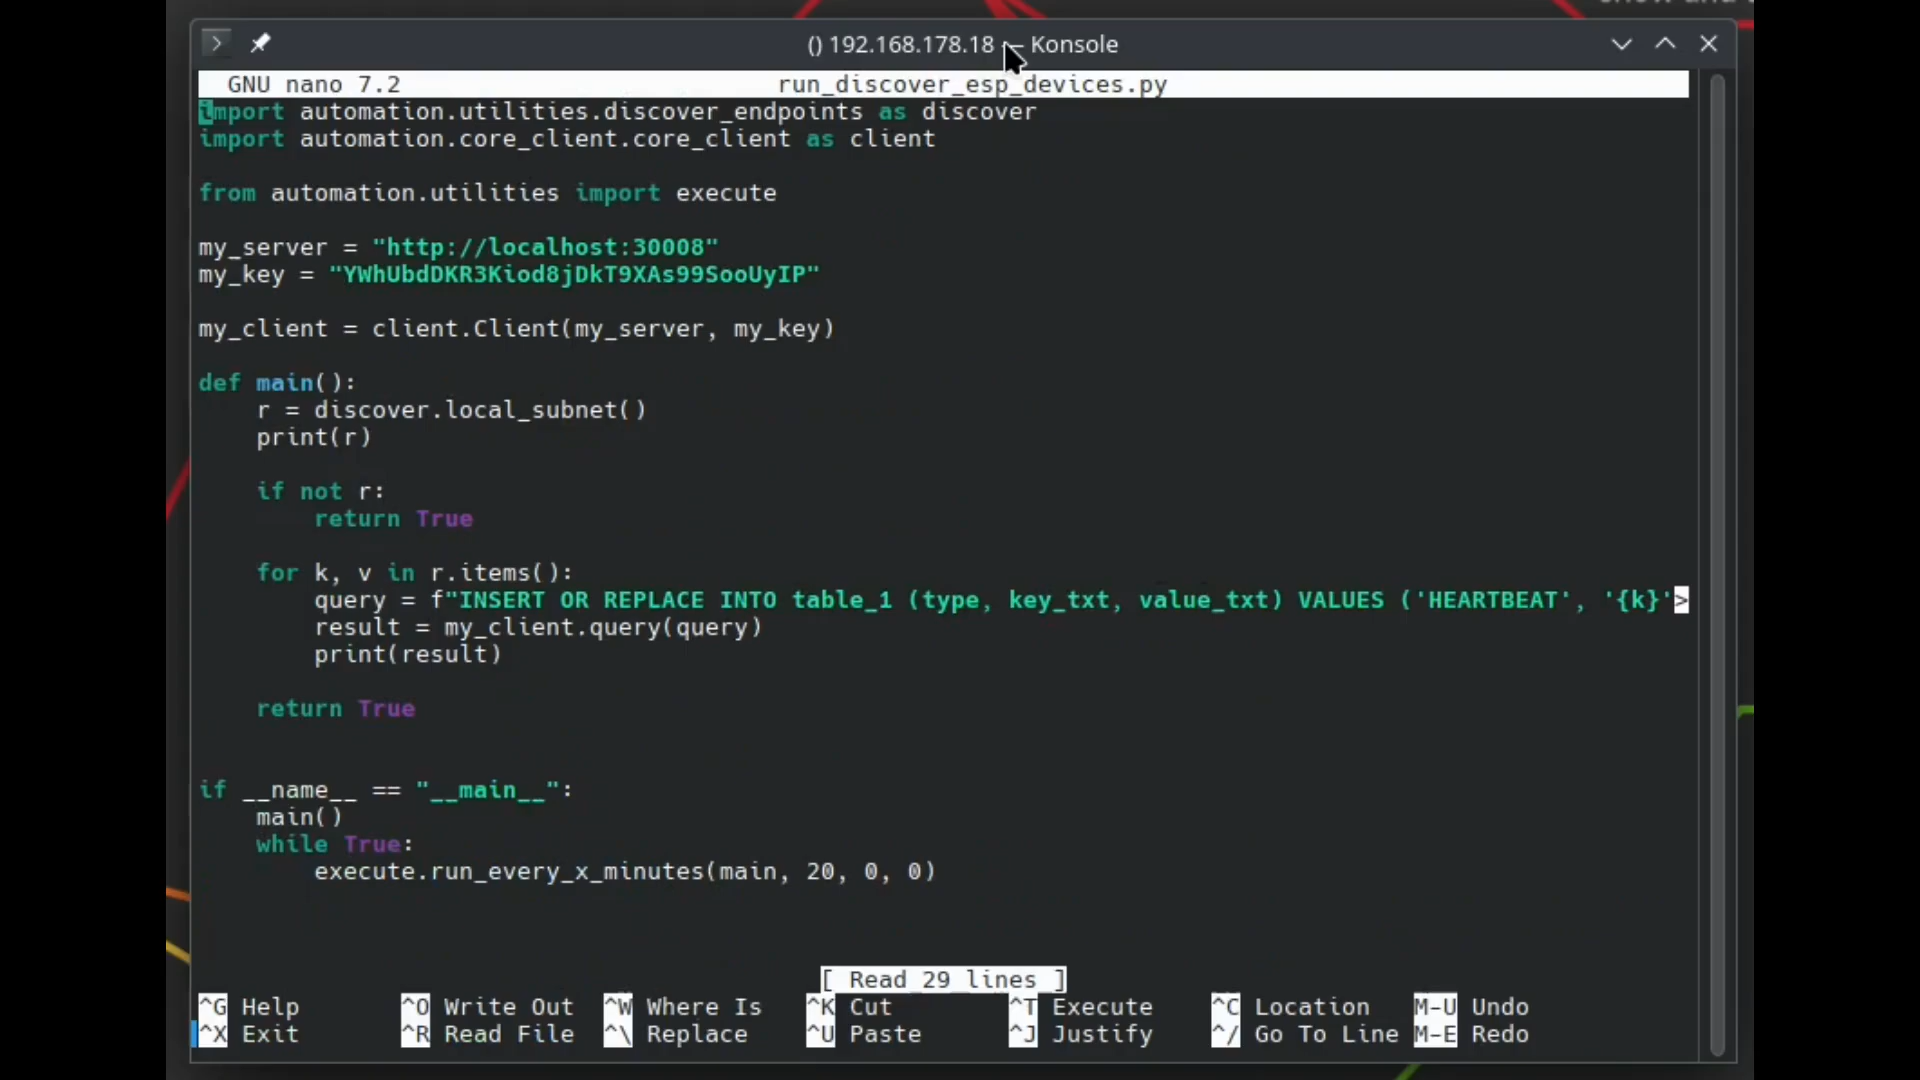 () 192.168.178.18 — Konsole
GNU nano 7.2 run_discover_esp_devices.py
import automation.utilities.discover_endpoints as discover
import automation.core_client.core_client as client
from automation.utilities import execute
my_server = "http://localhost:30008"
my_key = "YWhUbdDKR3Kiod8jDkT9XAs99SooUyIP"
my_client = client.Client(my_server, my_key)
def main():
    r = discover.local_subnet()
    print(r)
    if not r:
        return True
    for k, v in r.items():
        query = f"INSERT OR REPLACE INTO table_1 (type, key_txt, value_txt) VALUES ('HEARTBEAT', '{k}'>
        result = my_client.query(query)
        print(result)
    return True
if __name__ == "__main__":
    main()
    while True:
        execute.run_every_x_minutes(main, 20, 0, 0)
[ Read 29 lines ]
^G Help ^O Write Out ^W Where Is ^K Cut ^T Execute ^C Location M-U Undo
^X Exit ^R Read File ^\ Replace ^U Paste ^J Justify ^/ Go To Line M-E Redo